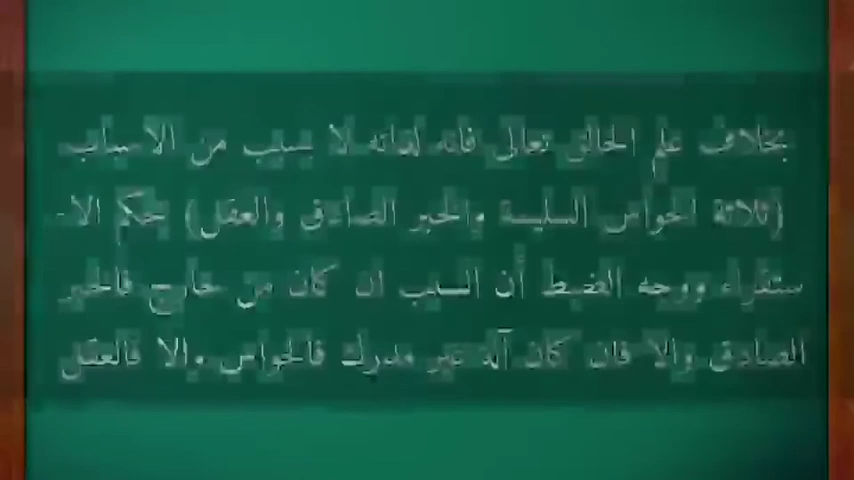 بخلاف علم الخالق تعالى فانه لذاته لا بسبب من الاسباب
(ثلاثة الحواس السليمة والخبر الصادق والعقل) بحكم الا-
ستقراء ووجه الضبط أن السبب ان كان من خارج فالخبر
الصادق والا فان كان آلة غير مدرك فالحواس والا فالعقل